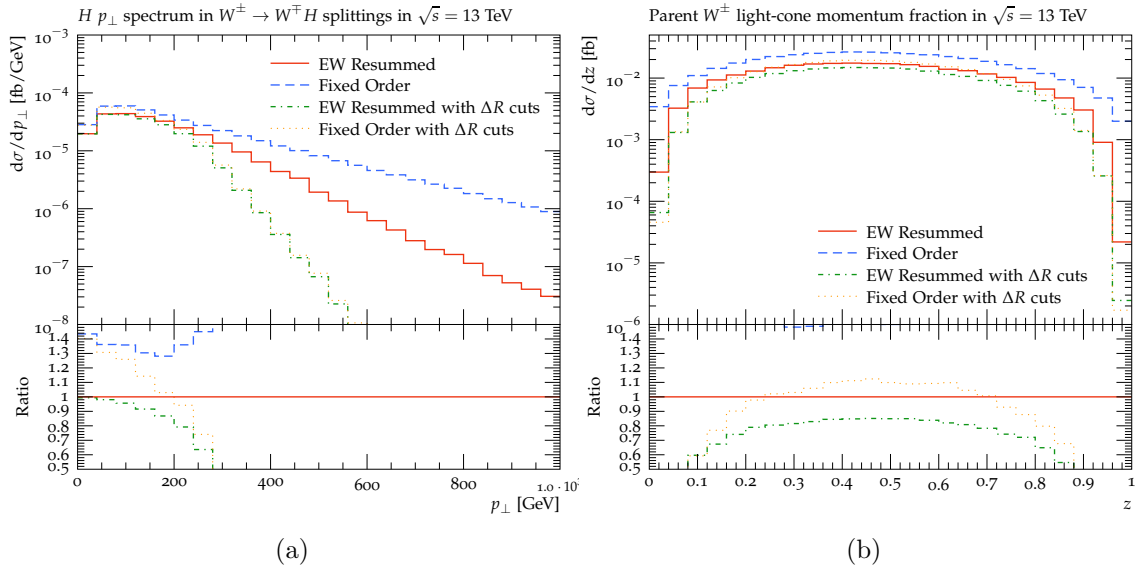 H p⊥ spectrum in W± → W∓H splittings in √s = 13 TeV
dσ/dp⊥ [fb/GeV]
10−3
10−4
10−5
10−6
10−7
10−8
EW Resummed
Fixed Order
EW Resummed with ΔR cuts
Fixed Order with ΔR cuts
Ratio
1.4
1.3
1.2
1.1
1
0.9
0.8
0.7
0.6
0.5
0 200 400 600 800
p⊥ [GeV]
(a)
Parent W± light-cone momentum fraction in √s = 13 TeV
dσ/dz [fb]
10−2
10−3
10−4
10−5
10−6
EW Resummed
Fixed Order
EW Resummed with ΔR cuts
Fixed Order with ΔR cuts
Ratio
1.4
1.3
1.2
1.1
1
0.9
0.8
0.7
0.6
0.5
0 0.1 0.2 0.3 0.4 0.5 0.6 0.7 0.8 0.9 1
z
(b)